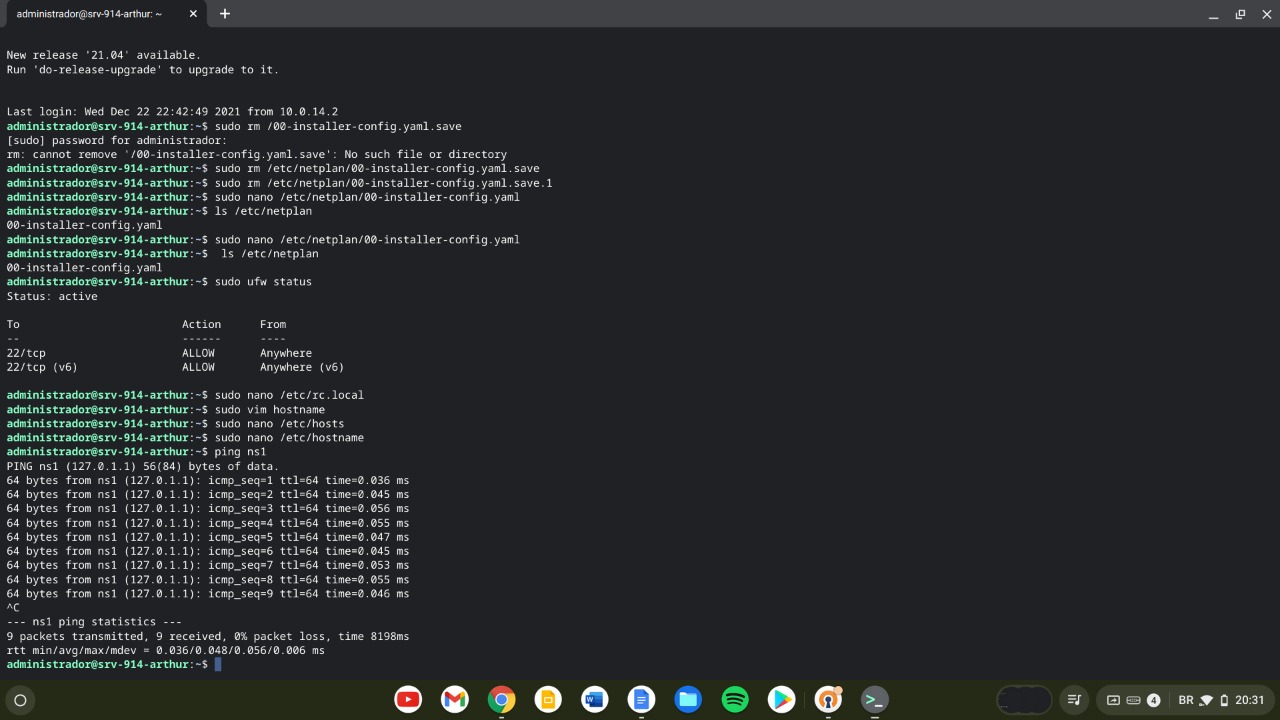 administrador@srv-914-arthur: ~
New release '21.04' available.
Run 'do-release-upgrade' to upgrade to it.
Last login: Wed Dec 22 22:42:49 2021 from 10.0.14.2
administrador@srv-914-arthur:~$ sudo rm /00-installer-config.yaml.save
[sudo] password for administrador:
rm: cannot remove '/00-installer-config.yaml.save': No such file or directory
administrador@srv-914-arthur:~$ sudo rm /etc/netplan/00-installer-config.yaml.save
administrador@srv-914-arthur:~$ sudo rm /etc/netplan/00-installer-config.yaml.save.1
administrador@srv-914-arthur:~$ sudo nano /etc/netplan/00-installer-config.yaml
administrador@srv-914-arthur:~$ ls /etc/netplan
00-installer-config.yaml
administrador@srv-914-arthur:~$ sudo nano /etc/netplan/00-installer-config.yaml
administrador@srv-914-arthur:~$  ls /etc/netplan
00-installer-config.yaml
administrador@srv-914-arthur:~$ sudo ufw status
Status: active
To                         Action      From
--                         ------      ----
22/tcp                     ALLOW       Anywhere
22/tcp (v6)                ALLOW       Anywhere (v6)
administrador@srv-914-arthur:~$ sudo nano /etc/rc.local
administrador@srv-914-arthur:~$ sudo vim hostname
administrador@srv-914-arthur:~$ sudo nano /etc/hosts
administrador@srv-914-arthur:~$ sudo nano /etc/hostname
administrador@srv-914-arthur:~$ ping ns1
PING ns1 (127.0.1.1) 56(84) bytes of data.
64 bytes from ns1 (127.0.1.1): icmp_seq=1 ttl=64 time=0.036 ms
64 bytes from ns1 (127.0.1.1): icmp_seq=2 ttl=64 time=0.045 ms
64 bytes from ns1 (127.0.1.1): icmp_seq=3 ttl=64 time=0.056 ms
64 bytes from ns1 (127.0.1.1): icmp_seq=4 ttl=64 time=0.055 ms
64 bytes from ns1 (127.0.1.1): icmp_seq=5 ttl=64 time=0.047 ms
64 bytes from ns1 (127.0.1.1): icmp_seq=6 ttl=64 time=0.045 ms
64 bytes from ns1 (127.0.1.1): icmp_seq=7 ttl=64 time=0.053 ms
64 bytes from ns1 (127.0.1.1): icmp_seq=8 ttl=64 time=0.055 ms
64 bytes from ns1 (127.0.1.1): icmp_seq=9 ttl=64 time=0.046 ms
^C
--- ns1 ping statistics ---
9 packets transmitted, 9 received, 0% packet loss, time 8198ms
rtt min/avg/max/mdev = 0.036/0.048/0.056/0.006 ms
administrador@srv-914-arthur:~$
4 BR 20:31